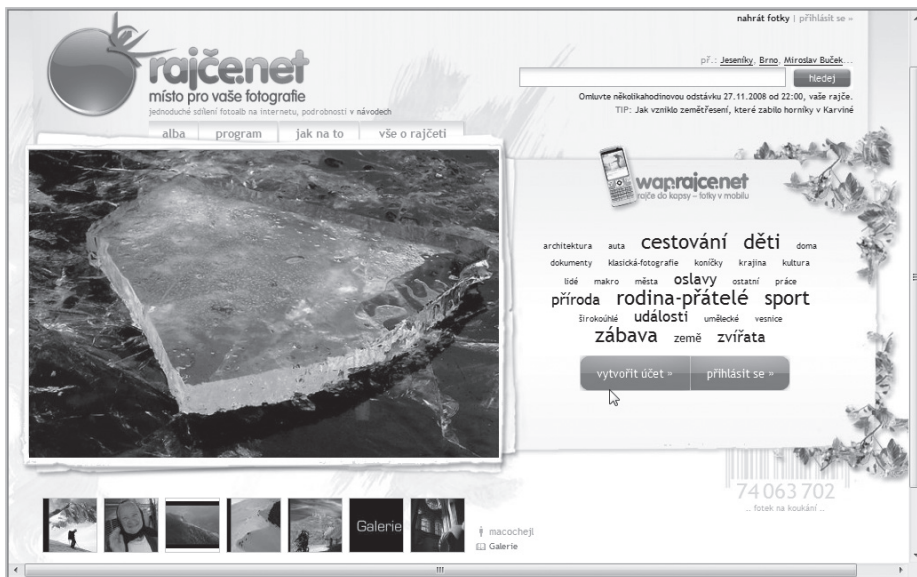 nahrát fotky | přihlásit se »
rajče.net
místo pro vaše fotografie
jednoduché sdílení fotoalb na internetu, podrobnosti v návodech
př.: Jeseníky, Brno, Miroslav Buček...
hledej
Omluvte několikahodinovou odstávku 27.11.2008 od 22:00, vaše rajče.
TIP: Jak vzniklo zemětřesení, které zabilo horníky v Karviné
alba program jak na to vše o rajčeti
wap.rajce.net
rajče do kapsy – fotky v mobilu
architektura auta cestování děti doma
dokumenty klasická-fotografie koníčky krajina kultura
lidé makro města oslavy ostatní práce
příroda rodina-přátelé sport
širokoúhlé události umělecké vesnice
zábava země zvířata
vytvořit účet » přihlásit se »
74 063 702
.. fotek na koukání ..
Galerie
macochejl
Galerie